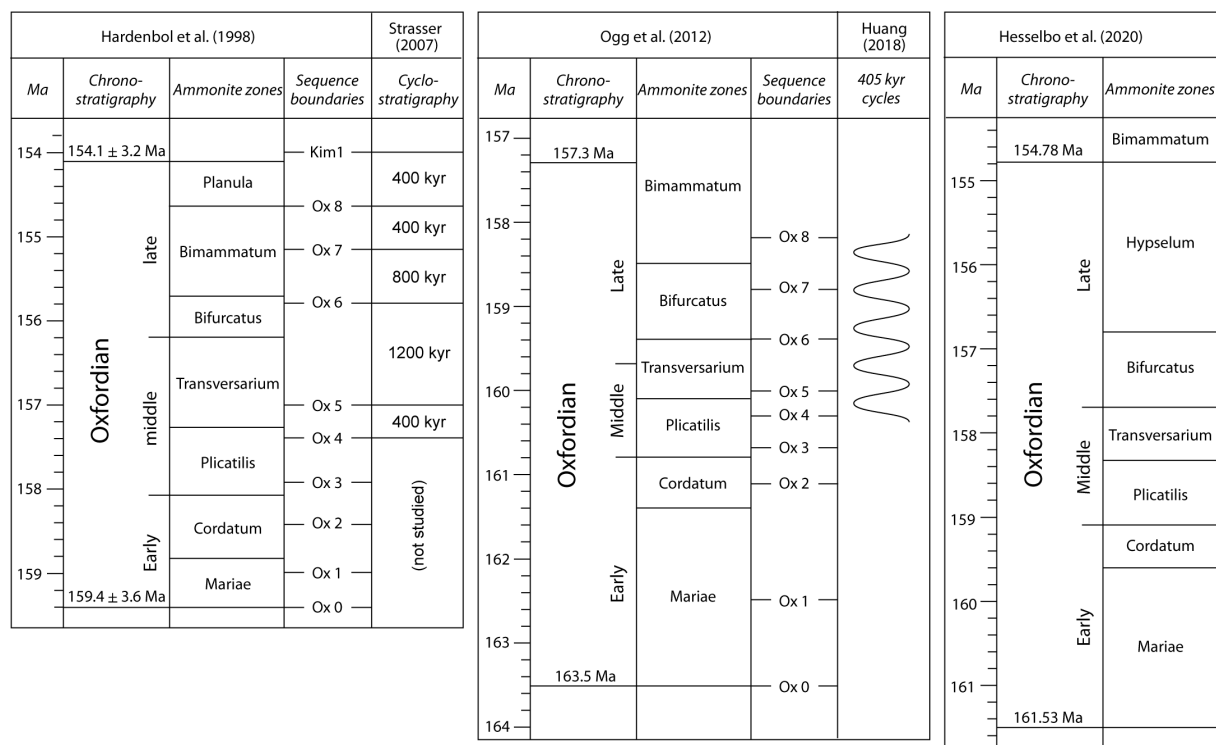 Hardenbol et al. (1998)
Strasser
(2007)
Ma
Chrono-
stratigraphy
Ammonite zones
Sequence
boundaries
Cyclo-
stratigraphy
154
154.1 ± 3.2 Ma
Kim1
Planula
400 kyr
Ox 8
late
400 kyr
155
Bimammatum
Ox 7
800 kyr
Ox 6
156
Bifurcatus
Oxfordian
1200 kyr
middle
Transversarium
157
Ox 5
400 kyr
Ox 4
Plicatilis
158
Ox 3
(not studied)
Early
Cordatum
Ox 2
159
Ox 1
Mariae
159.4 ± 3.6 Ma
Ox 0
Ogg et al. (2012)
Huang
(2018)
Ma
Chrono-
stratigraphy
Ammonite zones
Sequence
boundaries
405 kyr
cycles
157
157.3 Ma
Bimammatum
158
Ox 8
Late
Ox 7
159
Bifurcatus
Ox 6
Transversarium
160
Ox 5
Oxfordian
Middle
Ox 4
Plicatilis
Ox 3
161
Cordatum
Ox 2
162
Early
Mariae
Ox 1
163
163.5 Ma
Ox 0
164
Hesselbo et al. (2020)
Ma
Chrono-
stratigraphy
Ammonite zones
Bimammatum
154.78 Ma
155
Hypselum
Late
156
157
Bifurcatus
158
Transversarium
Oxfordian
Middle
Plicatilis
159
Cordatum
160
Early
Mariae
161
161.53 Ma